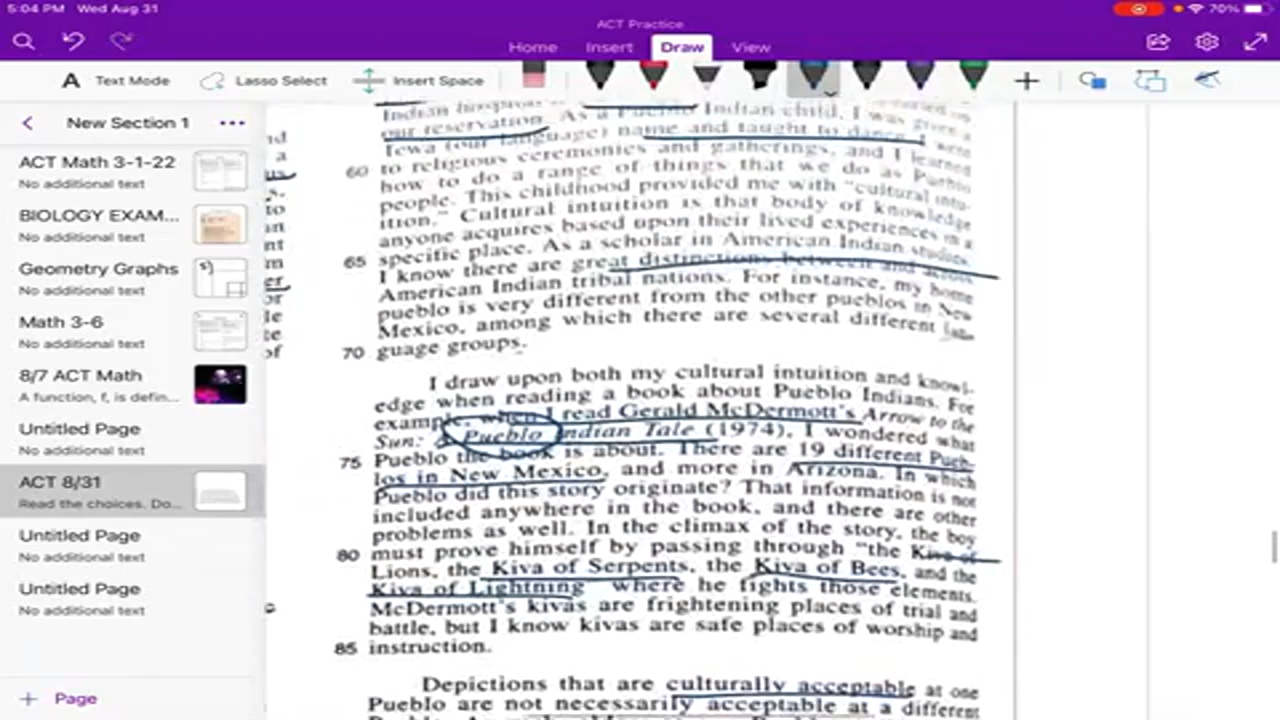 5:04 PM Wed Aug 31
70%
ACT Practice
Home Insert Draw View
Text Mode Lasso Select Insert Space
New Section 1
ACT Math 3-1-22
No additional text
BIOLOGY EXAM...
No additional text
Geometry Graphs
No additional text
Math 3-6
No additional text
8/7 ACT Math
A function, f, is defin...
Untitled Page
No additional text
ACT 8/31
Read the choices. Do...
Untitled Page
No additional text
Untitled Page
No additional text
+ Page
Indian
our reservation. As a Pueblo Indian child, I was given a
Tewa (our language) name and taught to dance. I went
60 to religious ceremonies and gatherings, and I learned
how to do a range of things that we do as Pueblo
people. This childhood provided me with "cultural intu-
ition." Cultural intuition is that body of knowledge
anyone acquires based upon their lived experiences in a
65 specific place. As a scholar in American Indian studies,
I know there are great distinctions between and across
American Indian tribal nations. For instance, my home
pueblo is very different from the other pueblos in New
Mexico, among which there are several different lan-
70 guage groups.
I draw upon both my cultural intuition and knowl-
edge when reading a book about Pueblo Indians. For
example, when I read Gerald McDermott's Arrow to the
Sun: A Pueblo Indian Tale (1974), I wondered what
75 Pueblo the book is about. There are 19 different Pueb-
los in New Mexico, and more in Arizona. In which
Pueblo did this story originate? That information is not
included anywhere in the book, and there are other
problems as well. In the climax of the story, the boy
80 must prove himself by passing through "the Kiva of
Lions, the Kiva of Serpents, the Kiva of Bees, and the
Kiva of Lightning" where he fights those elements.
McDermott's kivas are frightening places of trial and
battle, but I know kivas are safe places of worship and
85 instruction.
Depictions that are culturally acceptable at one
Pueblo are not necessarily acceptable at a different